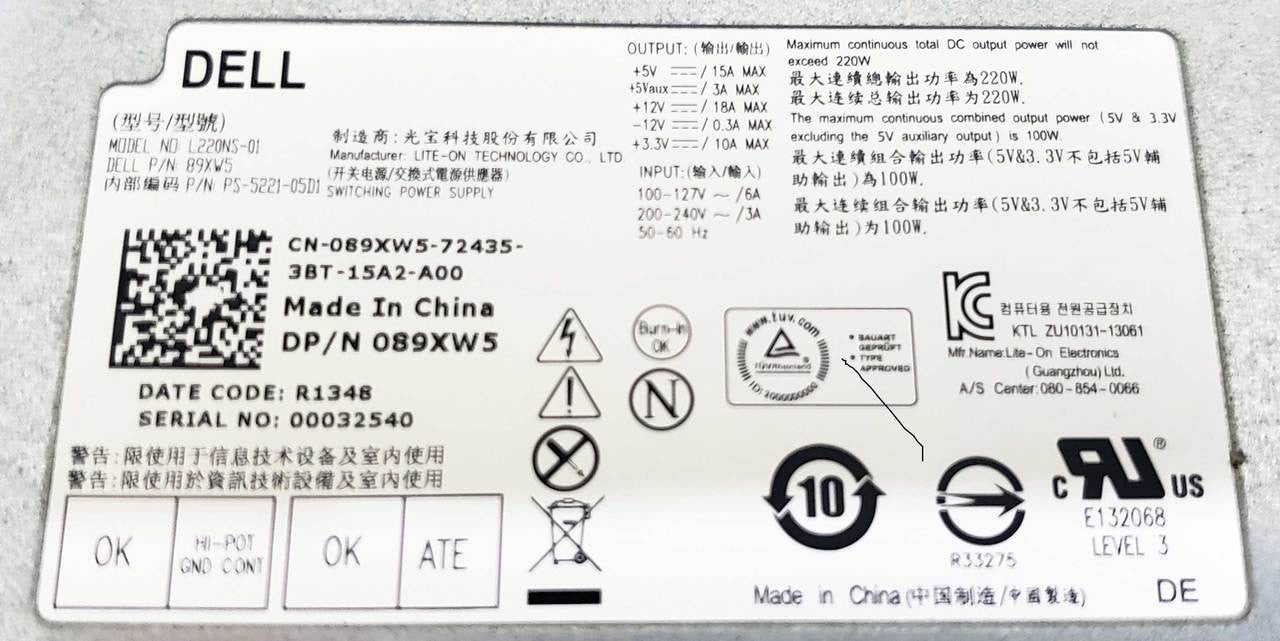 DELL
(型号/型號)
MODEL NO: L220NS-01
DELL P/N: 89XW5
内部编码 P/N: PS-5221-05D1
制造商:光宝科技股份有限公司
Manufacturer: LITE-ON TECHNOLOGY CO., LTD.
(开关电源/交換式電源供應器)
SWITCHING POWER SUPPLY
OUTPUT: (输出/輸出)
+5V / 15A MAX
+5Vaux / 3A MAX
+12V / 18A MAX
-12V / 0.3A MAX
+3.3V / 10A MAX
INPUT: (输入/輸入)
100-127V ~ /6A
200-240V ~ /3A
50-60 Hz
Maximum continuous total DC output power will not
exceed 220W
最大連續總輸出功率為220W.
最大连续总输出功率为220W.
The maximum continuous combined output power (5V & 3.3V
excluding the 5V auxiliary output) is 100W.
最大連續組合輸出功率(5V&3.3V不包括5V輔
助輸出)為100W.
最大连续组合输出功率(5V&3.3V不包括5V辅
助输出)为100W.
CN-089XW5-72435-
3BT-15A2-A00
Made In China
DP/N 089XW5
DATE CODE: R1348
SERIAL NO: 00032540
警告:限使用于信息技术设备及室内使用
警告:限使用於資訊技術設備及室內使用
OK
HI-POT
GND CONT
OK
ATE
Burn-in
OK
N
www.tuv.com
TÜVRheinland
®
• BAUART
GEPRÜFT
• TYPE
APPROVED
컴퓨터용 전원공급장치
KTL ZU10131-13061
Mfr.Name:Lite-On Electronics
(Guangzhou) Ltd.
A/S Center:080-854-0066
10
R33275
c RU ® US
E132068
LEVEL 3
Made in China(中国制造/中國製造)
DE